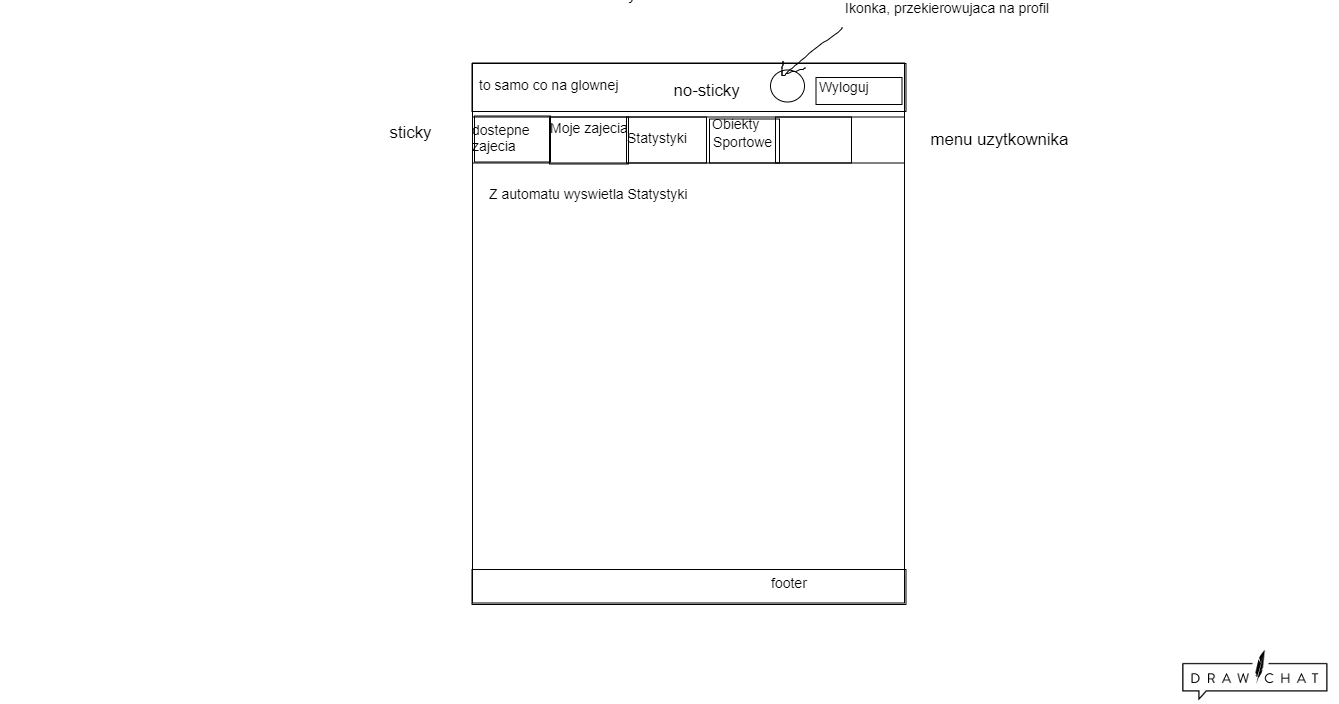 Ikonka, przekierowujaca na profil
to samo co na glownej
no-sticky
Wyloguj
sticky
dostepne
zajecia
Moje zajecia
Statystyki
Obiekty
Sportowe
menu uzytkownika
Z automatu wyswietla Statystyki
footer
DRAW CHAT